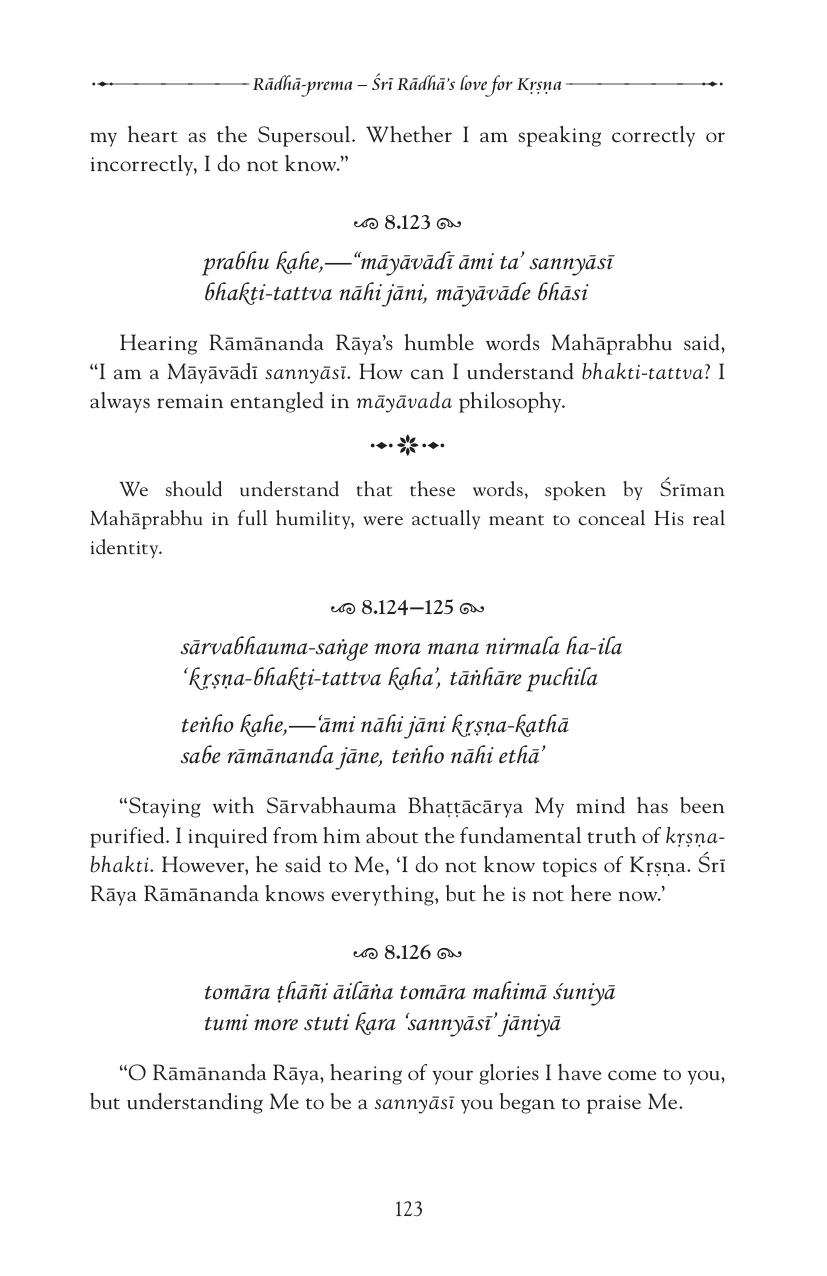 Rādhā-prema – Śrī Rādhā's love for Kṛṣṇa
my heart as the Supersoul. Whether I am speaking correctly or
incorrectly, I do not know.”
8.123
prabhu kahe,—“māyāvādī āmi ta’ sannyāsī
bhakti-tattva nāhi jāni, māyāvāde bhāsi
Hearing Rāmānanda Rāya’s humble words Mahāprabhu said,
“I am a Māyāvādī sannyāsī. How can I understand bhakti-tattva? I
always remain entangled in māyāvada philosophy.
We should understand that these words, spoken by Śrīman
Mahāprabhu in full humility, were actually meant to conceal His real
identity.
8.124–125
sārvabhauma-saṅge mora mana nirmala ha-ila
‘kṛṣṇa-bhakti-tattva kaha’, tāṅhāre puchila
teṅho kahe,—‘āmi nāhi jāni kṛṣṇa-kathā
sabe rāmānanda jāne, teṅho nāhi ethā’
“Staying with Sārvabhauma Bhaṭṭācārya My mind has been
purified. I inquired from him about the fundamental truth of kṛṣṇa-
bhakti. However, he said to Me, ‘I do not know topics of Kṛṣṇa. Śrī
Rāya Rāmānanda knows everything, but he is not here now.’
8.126
tomāra ṭhāñi āilāṅa tomāra mahimā śuniyā
tumi more stuti kara ‘sannyāsī’ jāniyā
“O Rāmānanda Rāya, hearing of your glories I have come to you,
but understanding Me to be a sannyāsī you began to praise Me.
123